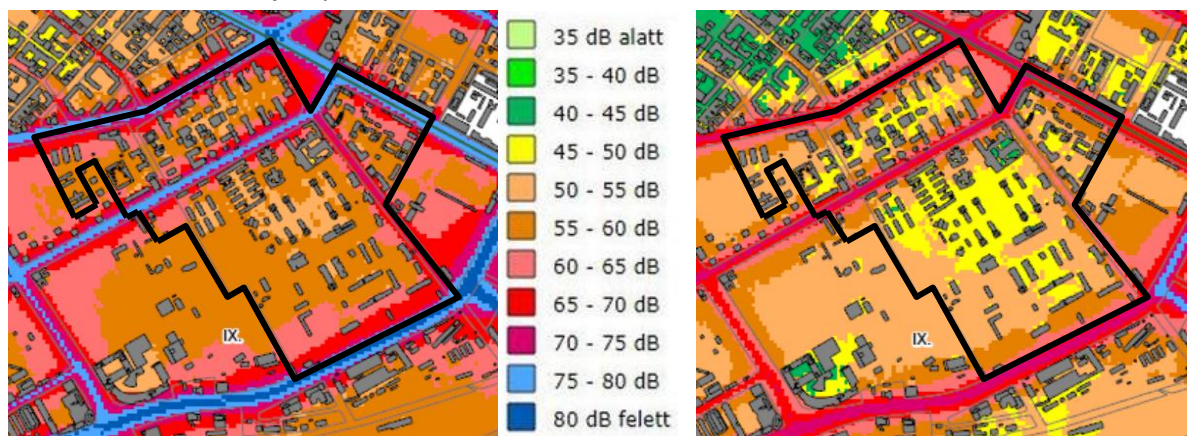 35 dB alatt
35 - 40 dB
40 - 45 dB
45 - 50 dB
50 - 55 dB
55 - 60 dB
60 - 65 dB
65 - 70 dB
70 - 75 dB
75 - 80 dB
80 dB felett
IX.
IX.